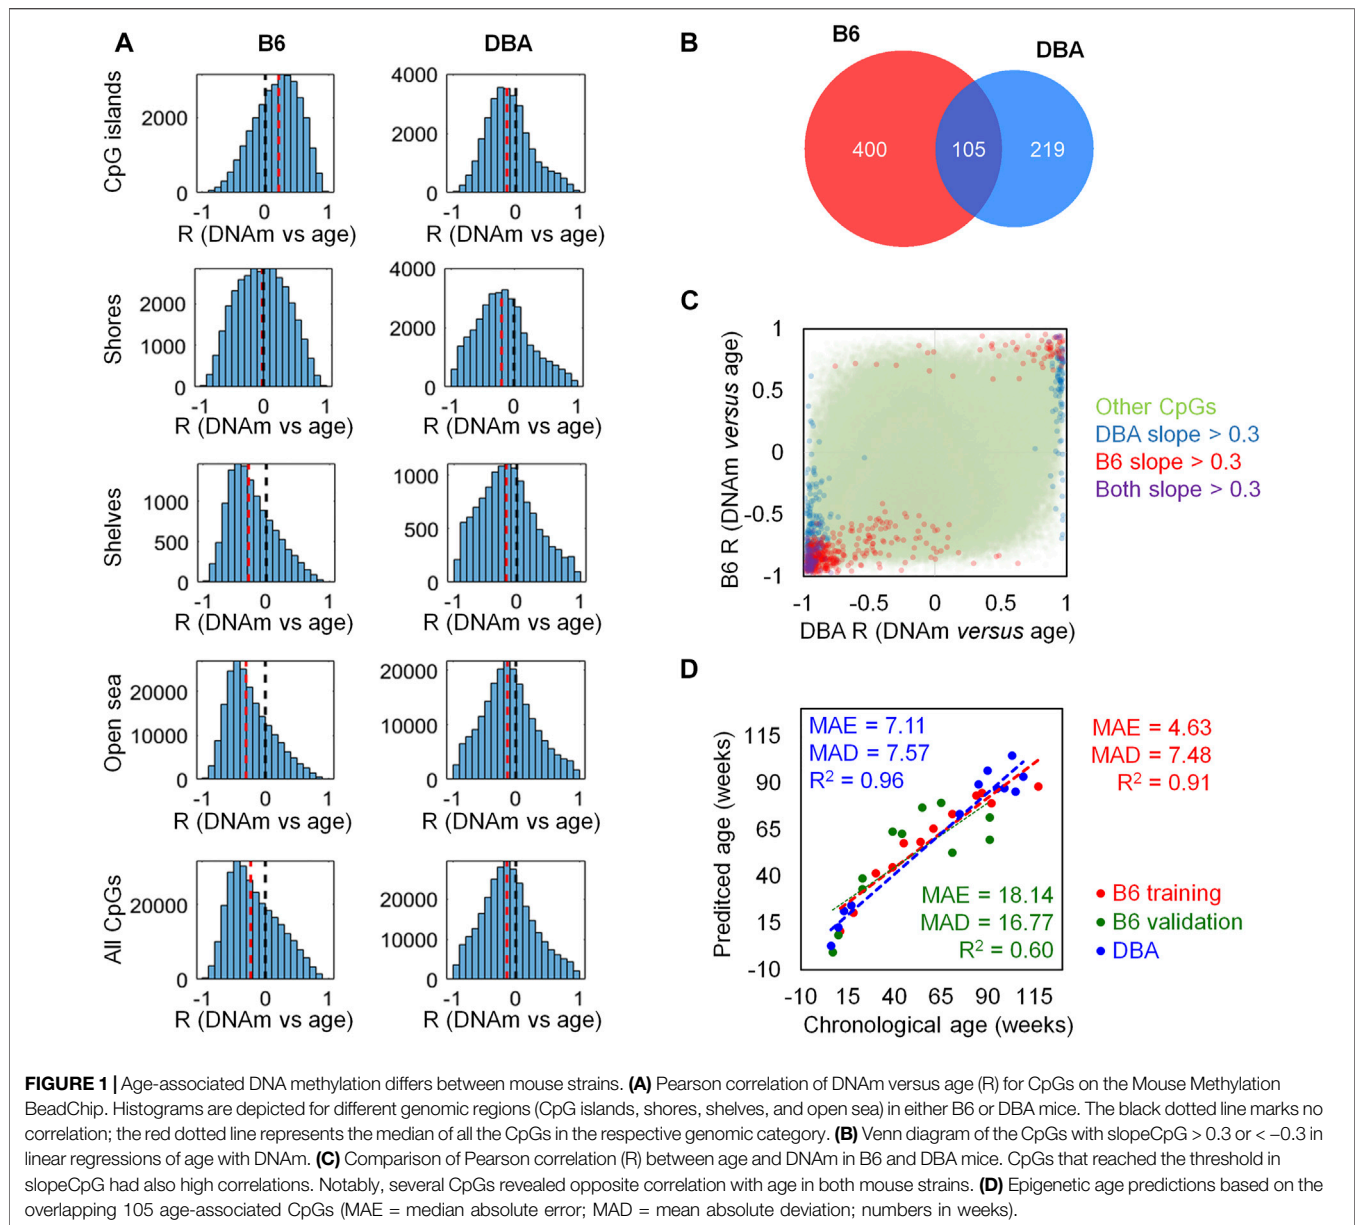 A
B6
DBA
CpG islands
2000
0
-1 0 1
R (DNAm vs age)
4000
2000
0
-1 0 1
R (DNAm vs age)
Shores
2000
1000
0
-1 0 1
R (DNAm vs age)
4000
2000
0
-1 0 1
R (DNAm vs age)
Shelves
1000
500
0
-1 0 1
R (DNAm vs age)
1000
500
0
-1 0 1
R (DNAm vs age)
Open sea
20000
10000
0
-1 0 1
R (DNAm vs age)
20000
10000
0
-1 0 1
R (DNAm vs age)
All CpGs
20000
0
-1 0 1
R (DNAm vs age)
20000
10000
0
-1 0 1
R (DNAm vs age)
B
B6
DBA
400
105
219
C
B6 R (DNAm versus age)
1
0.5
0
-0.5
-1
-1 -0.5 0 0.5 1
DBA R (DNAm versus age)
Other CpGs
DBA slope > 0.3
B6 slope > 0.3
Both slope > 0.3
D
Preditced age (weeks)
115
90
65
40
15
-10
-10 15 40 65 90 115
Chronological age (weeks)
MAE = 7.11
MAD = 7.57
R² = 0.96
MAE = 4.63
MAD = 7.48
R² = 0.91
MAE = 18.14
MAD = 16.77
R² = 0.60
B6 training
B6 validation
DBA
FIGURE 1 | Age-associated DNA methylation differs between mouse strains. (A) Pearson correlation of DNAm versus age (R) for CpGs on the Mouse Methylation
BeadChip. Histograms are depicted for different genomic regions (CpG islands, shores, shelves, and open sea) in either B6 or DBA mice. The black dotted line marks no
correlation; the red dotted line represents the median of all the CpGs in the respective genomic category. (B) Venn diagram of the CpGs with slopeCpG > 0.3 or < −0.3 in
linear regressions of age with DNAm. (C) Comparison of Pearson correlation (R) between age and DNAm in B6 and DBA mice. CpGs that reached the threshold in
slopeCpG had also high correlations. Notably, several CpGs revealed opposite correlation with age in both mouse strains. (D) Epigenetic age predictions based on the
overlapping 105 age-associated CpGs (MAE = median absolute error; MAD = mean absolute deviation; numbers in weeks).